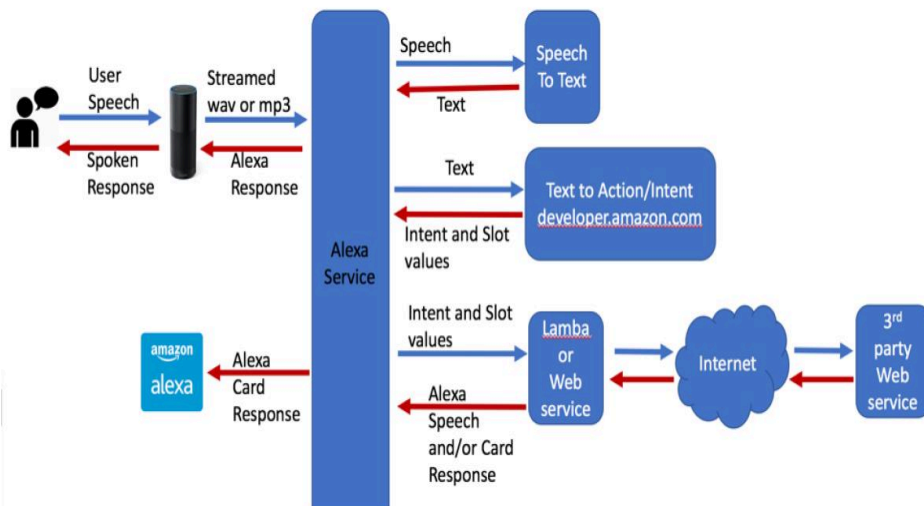 User
Speech
Spoken
Response
Streamed
wav or mp3
Alexa
Response
Alexa
Service
Speech
Text
Speech
To Text
Text
Intent and Slot
values
Text to Action/Intent
developer.amazon.com
Intent and Slot
values
Alexa
Speech
and/or Card
Response
Lamba
or
Web
service
Internet
3rd
party
Web
service
amazon
alexa
Alexa
Card
Response